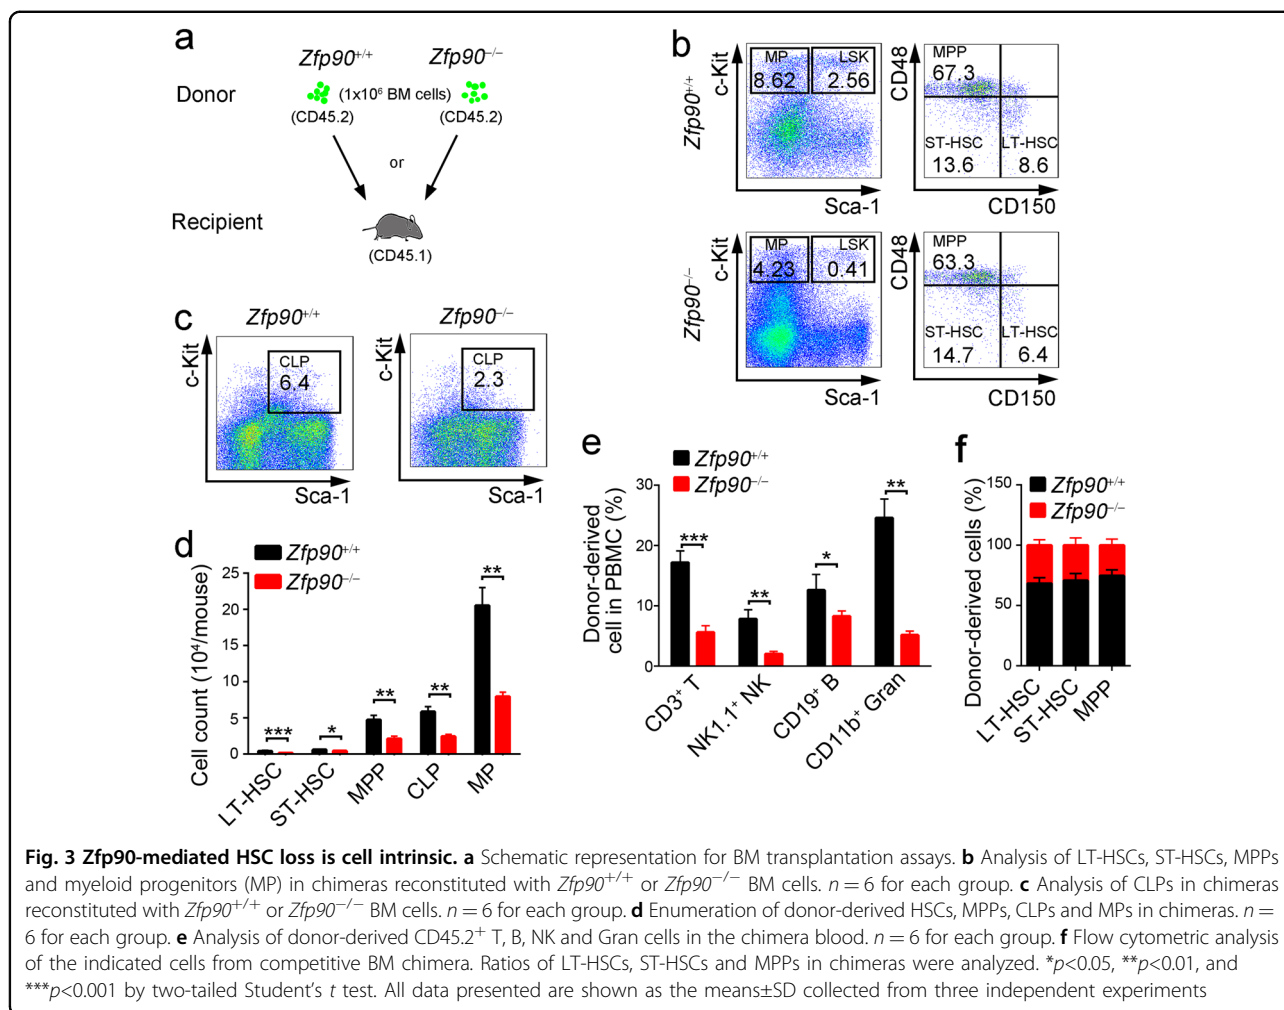 a
Zfp90+/+ Zfp90−/−
Donor (1x10⁶ BM cells)
(CD45.2) (CD45.2)
or
Recipient
(CD45.1)
b
Zfp90+/+
c-Kit
MP LSK
8.62 2.56
Sca-1
CD48
MPP
67.3
ST-HSC LT-HSC
13.6 8.6
CD150
Zfp90−/−
c-Kit
MP LSK
4.23 0.41
Sca-1
CD48
MPP
63.3
ST-HSC LT-HSC
14.7 6.4
CD150
c
Zfp90+/+ Zfp90−/−
c-Kit
CLP
6.4
Sca-1
c-Kit
CLP
2.3
Sca-1
d
Zfp90+/+
Zfp90−/−
Cell count (10⁴/mouse)
25
20
15
10
5
0
*** * ** ** **
LT-HSC ST-HSC MPP CLP MP
e
Zfp90+/+
Zfp90−/−
Donor-derived
cell in PBMC (%)
30
20
10
0
*** ** * **
CD3⁺ T NK1.1⁺ NK CD19⁺ B CD11b⁺ Gran
f
Donor-derived cells (%)
150
100
50
0
Zfp90+/+
Zfp90−/−
LT-HSC ST-HSC MPP
Fig. 3 Zfp90-mediated HSC loss is cell intrinsic. a Schematic representation for BM transplantation assays. b Analysis of LT-HSCs, ST-HSCs, MPPs
and myeloid progenitors (MP) in chimeras reconstituted with Zfp90+/+ or Zfp90−/− BM cells. n = 6 for each group. c Analysis of CLPs in chimeras
reconstituted with Zfp90+/+ or Zfp90−/− BM cells. n = 6 for each group. d Enumeration of donor-derived HSCs, MPPs, CLPs and MPs in chimeras. n =
6 for each group. e Analysis of donor-derived CD45.2⁺ T, B, NK and Gran cells in the chimera blood. n = 6 for each group. f Flow cytometric analysis
of the indicated cells from competitive BM chimera. Ratios of LT-HSCs, ST-HSCs and MPPs in chimeras were analyzed. *p<0.05, **p<0.01, and
***p<0.001 by two-tailed Student's t test. All data presented are shown as the means±SD collected from three independent experiments